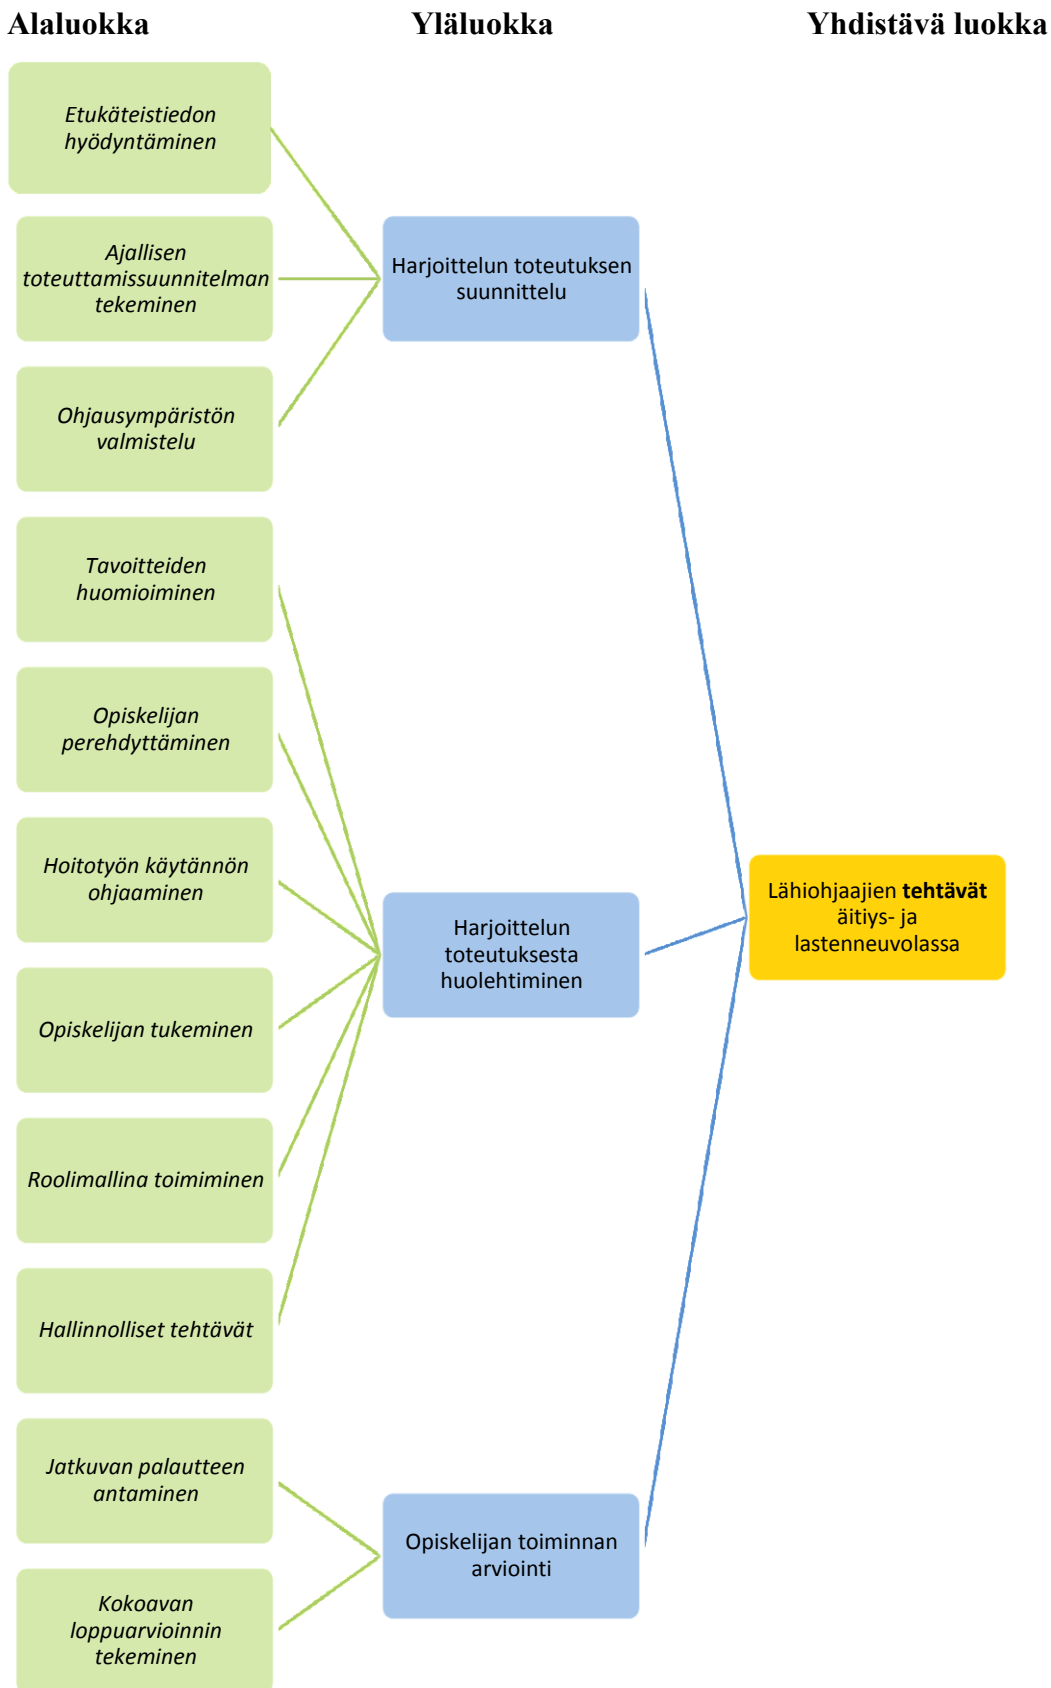 Alaluokka
Yläluokka
Yhdistävä luokka
Etukäteistiedon
hyödyntäminen
Ajallisen
toteuttamissuunnitelman
tekeminen
Ohjausympäristön
valmistelu
Harjoittelun toteutuksen
suunnittelu
Tavoitteiden
huomioiminen
Opiskelijan
perehdyttäminen
Hoitotyön käytännön
ohjaaminen
Opiskelijan tukeminen
Roolimallina toimiminen
Hallinnolliset tehtävät
Harjoittelun
toteutuksesta
huolehtiminen
Lähiohjaajien tehtävät
äitiys- ja
lastenneuvolassa
Jatkuvan palautteen
antaminen
Kokoavan
loppuarvioinnin
tekeminen
Opiskelijan toiminnan
arviointi